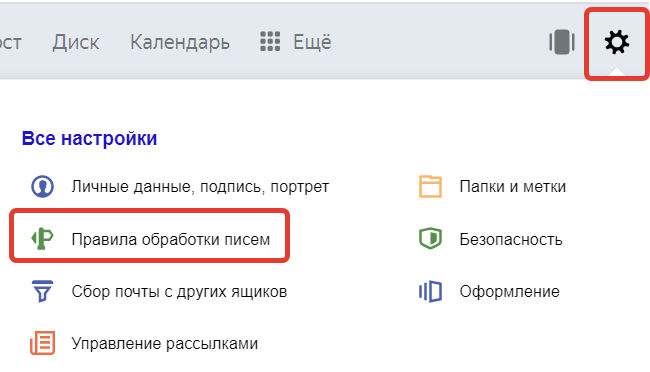 Диск Календарь Ещё
Все настройки
Личные данные, подпись, портрет
Папки и метки
Правила обработки писем
Безопасность
Сбор почты с других ящиков
Оформление
Управление рассылками